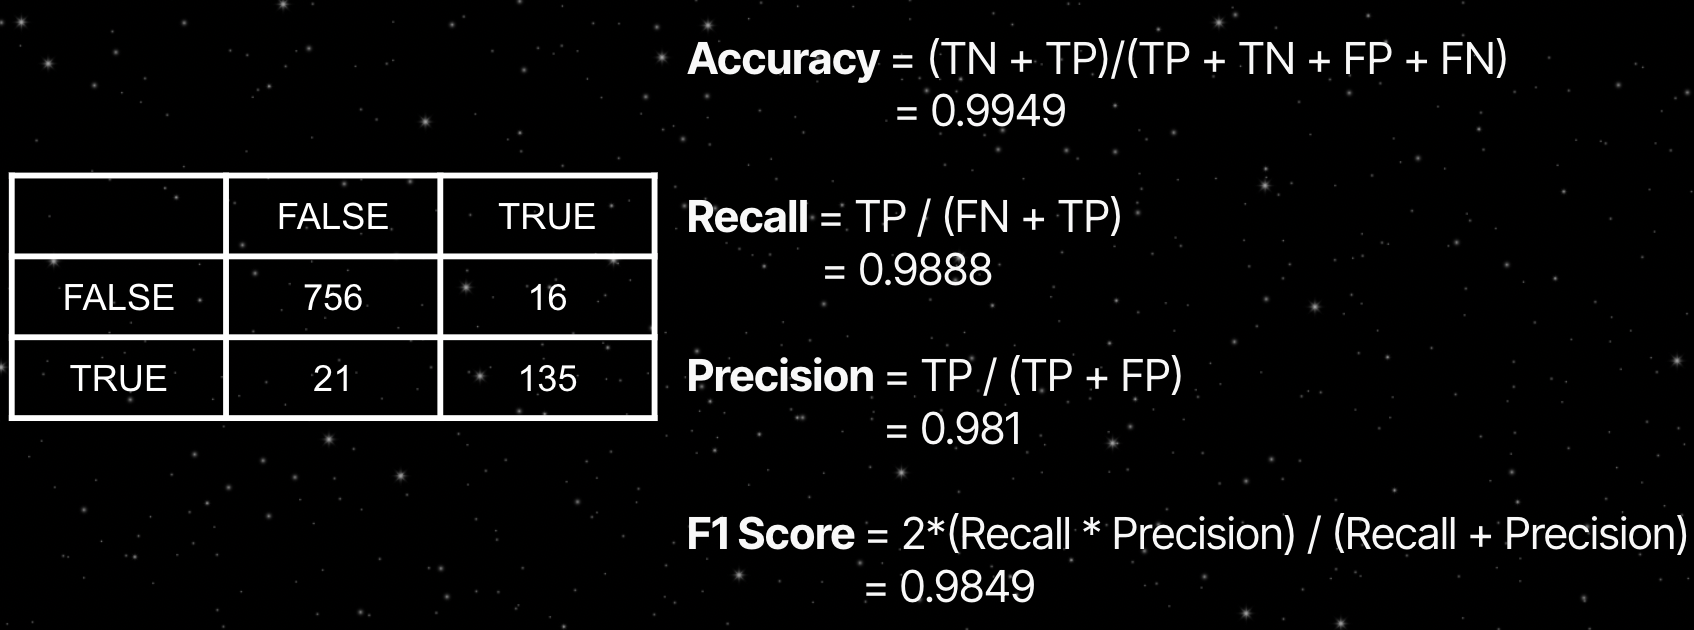 FALSE TRUE
FALSE 756 16
TRUE 21 135
Accuracy = (TN + TP)/(TP + TN + FP + FN)
= 0.9949
Recall = TP / (FN + TP)
= 0.9888
Precision = TP / (TP + FP)
= 0.981
F1 Score = 2*(Recall * Precision) / (Recall + Precision)
= 0.9849